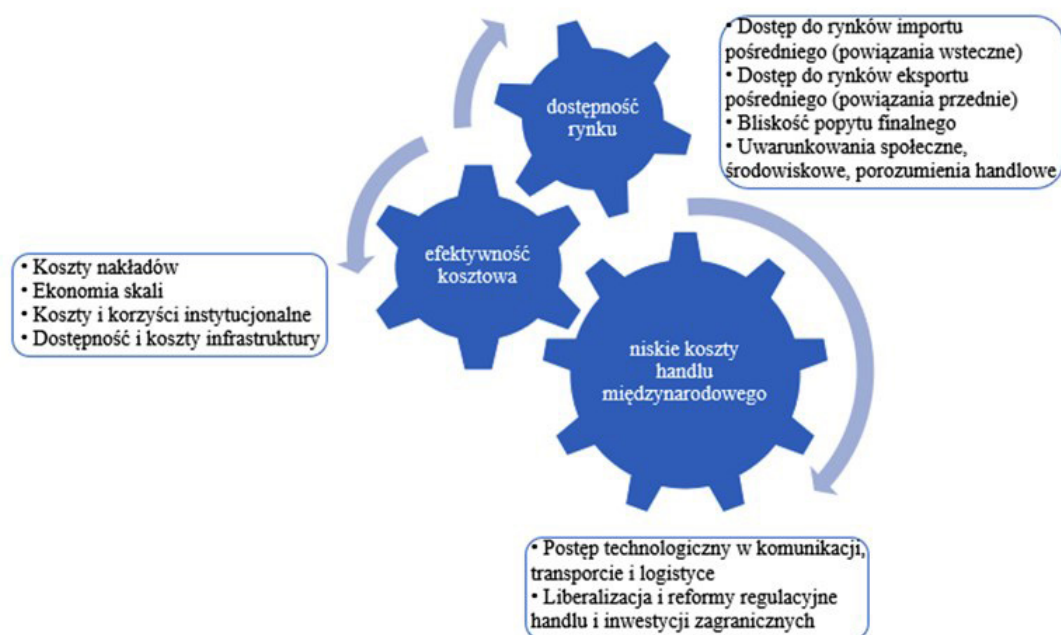 • Dostęp do rynków importu
pośredniego (powiązania wsteczne)
• Dostęp do rynków eksportu
pośredniego (powiązania przednie)
• Bliskość popytu finalnego
• Uwarunkowania społeczne,
środowiskowe, porozumienia handlowe
dostępność
rynku
efektywność
kosztowa
• Koszty nakładów
• Ekonomia skali
• Koszty i korzyści instytucjonalne
• Dostępność i koszty infrastruktury
niskie koszty
handlu
międzynarodowego
• Postęp technologiczny w komunikacji,
transporcie i logistyce
• Liberalizacja i reformy regulacyjne
handlu i inwestycji zagranicznych